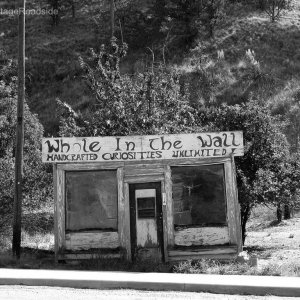 Whole In The Wall
HANDCRAFTED CURIOSITIES UNLIMITED